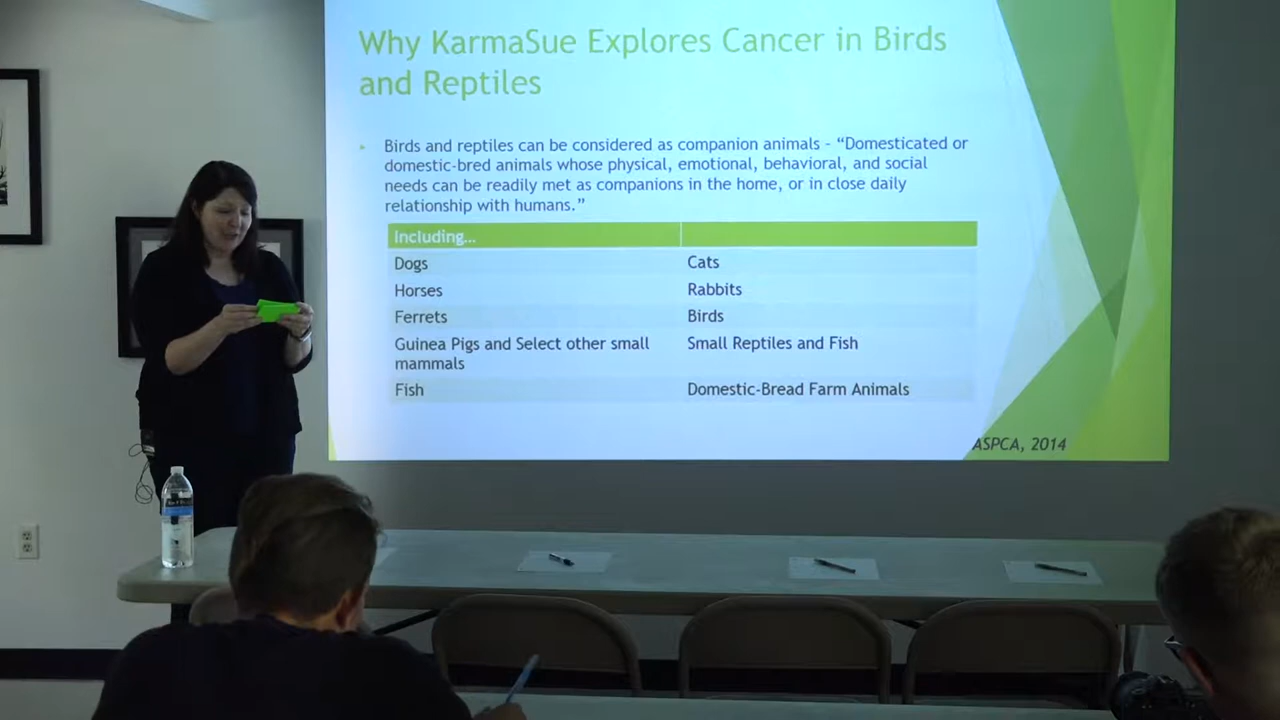 Why KarmaSue Explores Cancer in Birds
and Reptiles
Birds and reptiles can be considered as companion animals – “Domesticated or
domestic-bred animals whose physical, emotional, behavioral, and social
needs can be readily met as companions in the home, or in close daily
relationship with humans.”
Including…
Dogs Cats
Horses Rabbits
Ferrets Birds
Guinea Pigs and Select other small Small Reptiles and Fish
mammals
Fish Domestic-Bread Farm Animals
ASPCA, 2014